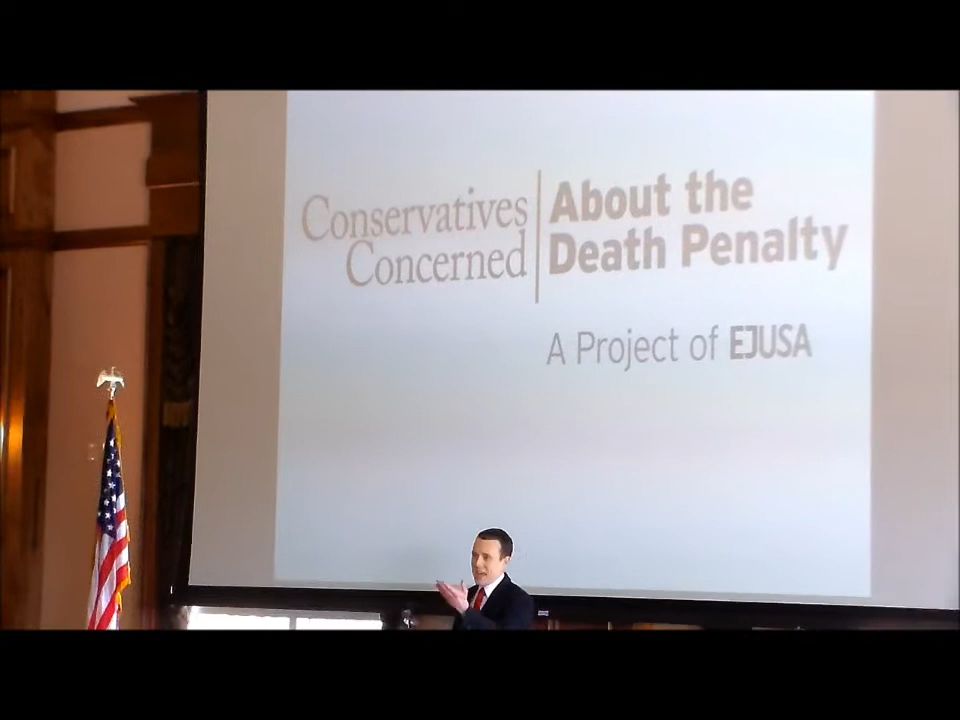 Conservatives
Concerned
About the
Death Penalty
A Project of EJUSA